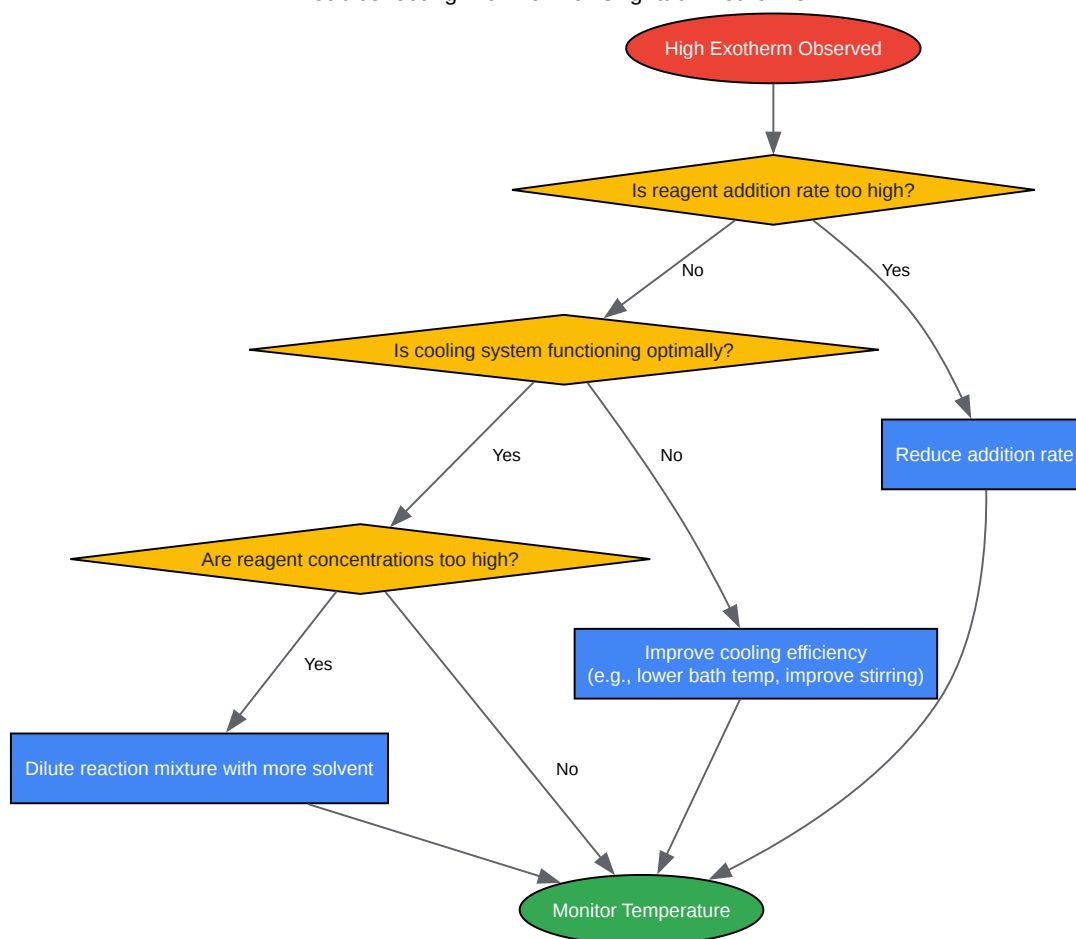 High Exotherm Observed
Is reagent addition rate too high?
No
Yes
Is cooling system functioning optimally?
Yes
No
Reduce addition rate
Are reagent concentrations too high?
Yes
Improve cooling efficiency
(e.g., lower bath temp, improve stirring)
Dilute reaction mixture with more solvent
No
Monitor Temperature